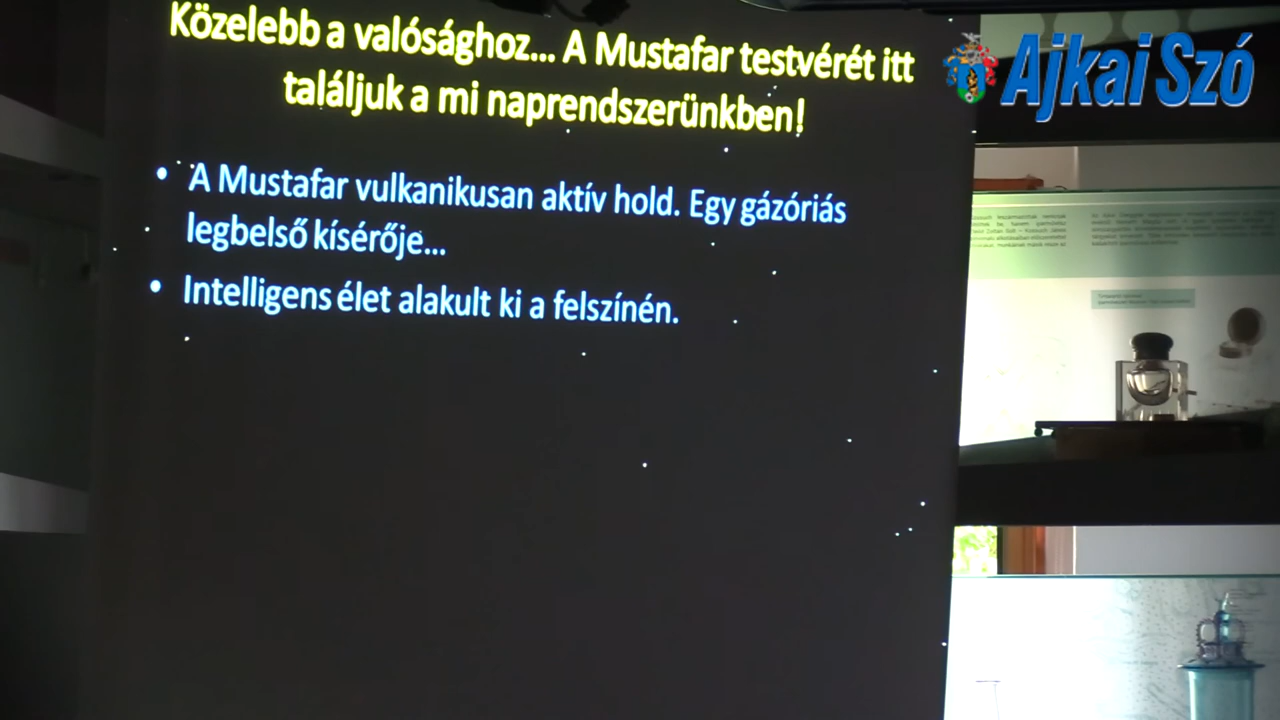 Közelebb a valósághoz... A Mustafar testvérét itt
találjuk a mi naprendszerünkben!
Ajkai Szó
• A Mustafar vulkanikusan aktív hold. Egy gázóriás
legbelső kísérője...
• Intelligens élet alakult ki a felszínén.